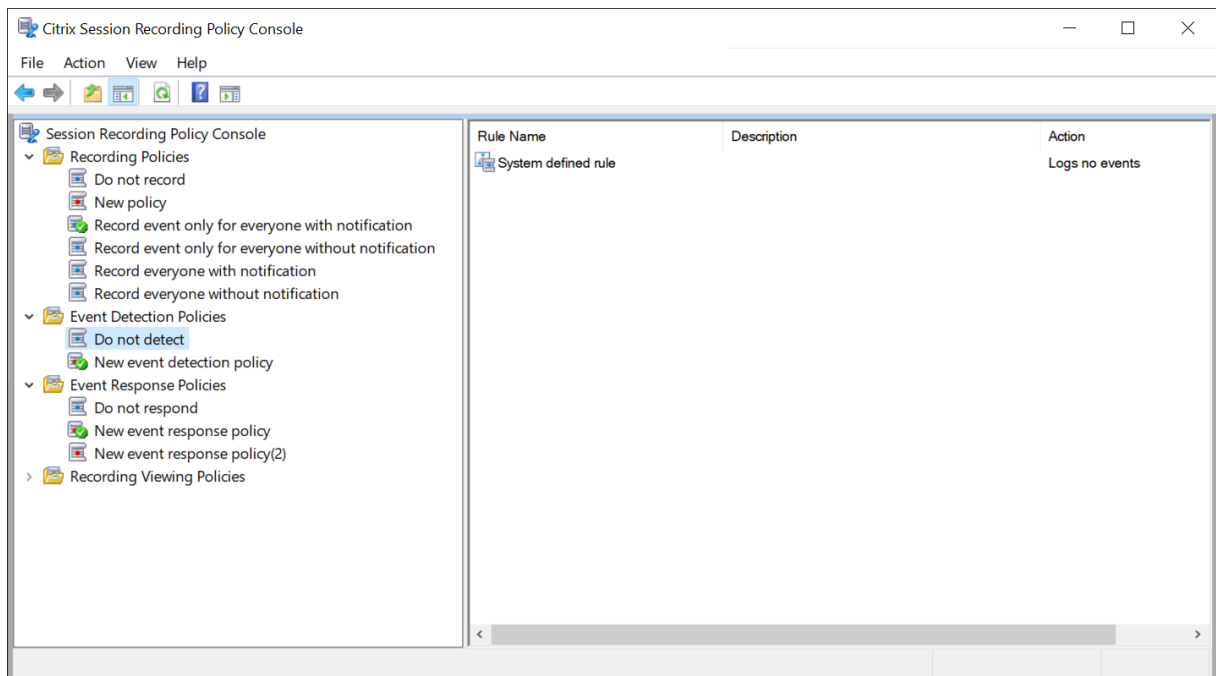 Citrix Session Recording Policy Console
File Action View Help
Session Recording Policy Console
Recording Policies
Do not record
New policy
Record event only for everyone with notification
Record event only for everyone without notification
Record everyone with notification
Record everyone without notification
Event Detection Policies
Do not detect
New event detection policy
Event Response Policies
Do not respond
New event response policy
New event response policy(2)
Recording Viewing Policies
Rule Name Description Action
System defined rule Logs no events